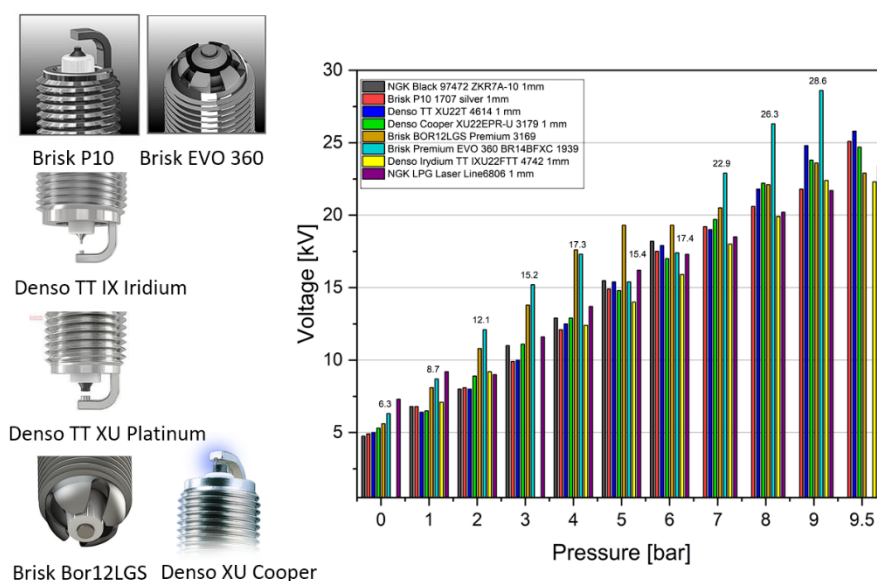 Brisk P10
Brisk EVO 360
Denso TT IX Iridium
Denso TT XU Platinum
Brisk Bor12LGS
Denso XU Cooper
NGK Black 97472 ZKR7A-10 1mm
Brisk P10 1707 silver 1mm
Denso TT XU22T 4614 1 mm
Denso Cooper XU22EPR-U 3179 1 mm
Brisk BOR12LGS Premium 3169
Brisk Premium EVO 360 BR14BFXC 1939
Denso Irydium TT IXU22FTT 4742 1mm
NGK LPG Laser Line6806 1 mm
Voltage [kV]
30
25
20
15
10
5
6.3
8.7
12.1
15.2
17.3
15.4
17.4
22.9
26.3
28.6
0 1 2 3 4 5 6 7 8 9 9.5
Pressure [bar]